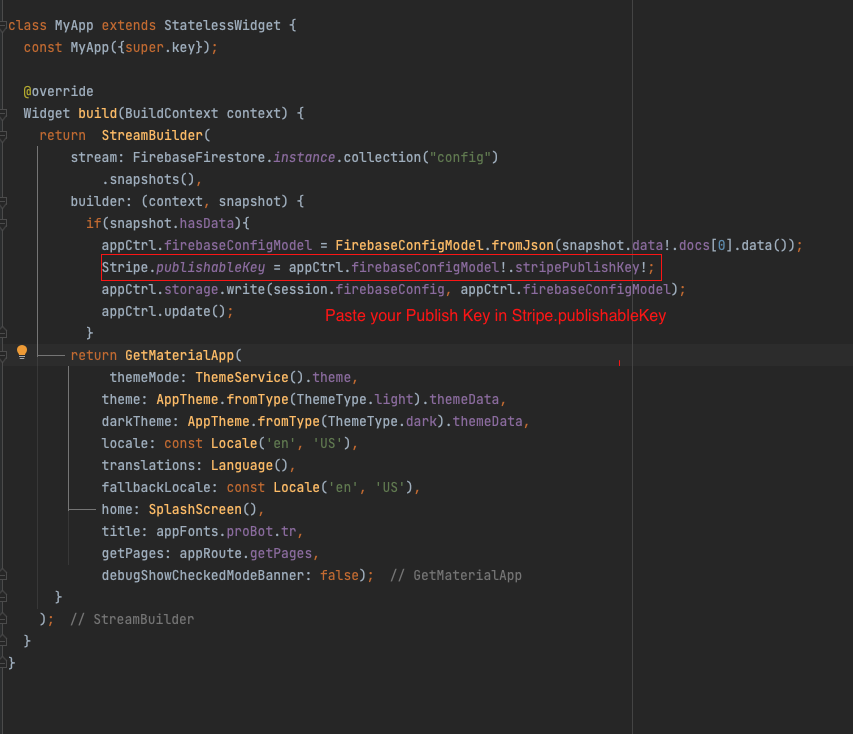 class MyApp extends StatelessWidget {
const MyApp({super.key});
@override
Widget build(BuildContext context) {
return  StreamBuilder(
stream: FirebaseFirestore.instance.collection("config")
.snapshots(),
builder: (context, snapshot) {
if(snapshot.hasData){
appCtrl.firebaseConfigModel = FirebaseConfigModel.fromJson(snapshot.data!.docs[0].data());
Stripe.publishableKey = appCtrl.firebaseConfigModel!.stripePublishKey!;
appCtrl.storage.write(session.firebaseConfig, appCtrl.firebaseConfigModel);
appCtrl.update();
Paste your Publish Key in Stripe.publishableKey
}
return GetMaterialApp(
themeMode: ThemeService().theme,
theme: AppTheme.fromType(ThemeType.light).themeData,
darkTheme: AppTheme.fromType(ThemeType.dark).themeData,
locale: const Locale('en', 'US'),
translations: Language(),
fallbackLocale: const Locale('en', 'US'),
home: SplashScreen(),
title: appFonts.proBot.tr,
getPages: appRoute.getPages,
debugShowCheckedModeBanner: false);  // GetMaterialApp
}
);  // StreamBuilder
}
}